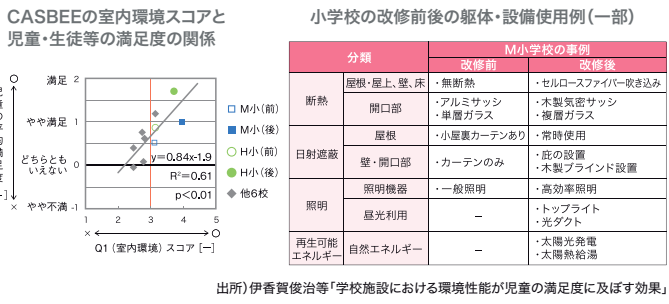 CASBEEの室内環境スコアと
児童・生徒等の満足度の関係
満足
やや満足
どちらとも
いえない
やや不満
2
1
0
-1
○
×
y=0.84x-1.9
R²=0.61
p<0.01
1 2 3 4 5
× ○
Q1（室内環境）スコア [ー]
M小（前）
M小（後）
H小（前）
H小（後）
他6校
小学校の改修前後の躯体・設備使用例（一部）
分類
M小学校の事例
改修前 改修後
断熱
屋根・屋上、壁、床 ・無断熱 ・セルロースファイバー吹き込み
開口部 ・アルミサッシ ・木製気密サッシ
・単層ガラス ・複層ガラス
日射遮蔽
屋根 ・小屋裏カーテンあり ・常時使用
壁・開口部 ・カーテンのみ ・庇の設置
・木製ブラインド設置
照明
照明機器 ・一般照明 ・高効率照明
昼光利用 － ・トップライト
・光ダクト
再生可能
エネルギー
自然エネルギー － ・太陽光発電
・太陽熱給湯
出所）伊香賀俊治等「学校施設における環境性能が児童の満足度に及ぼす効果」